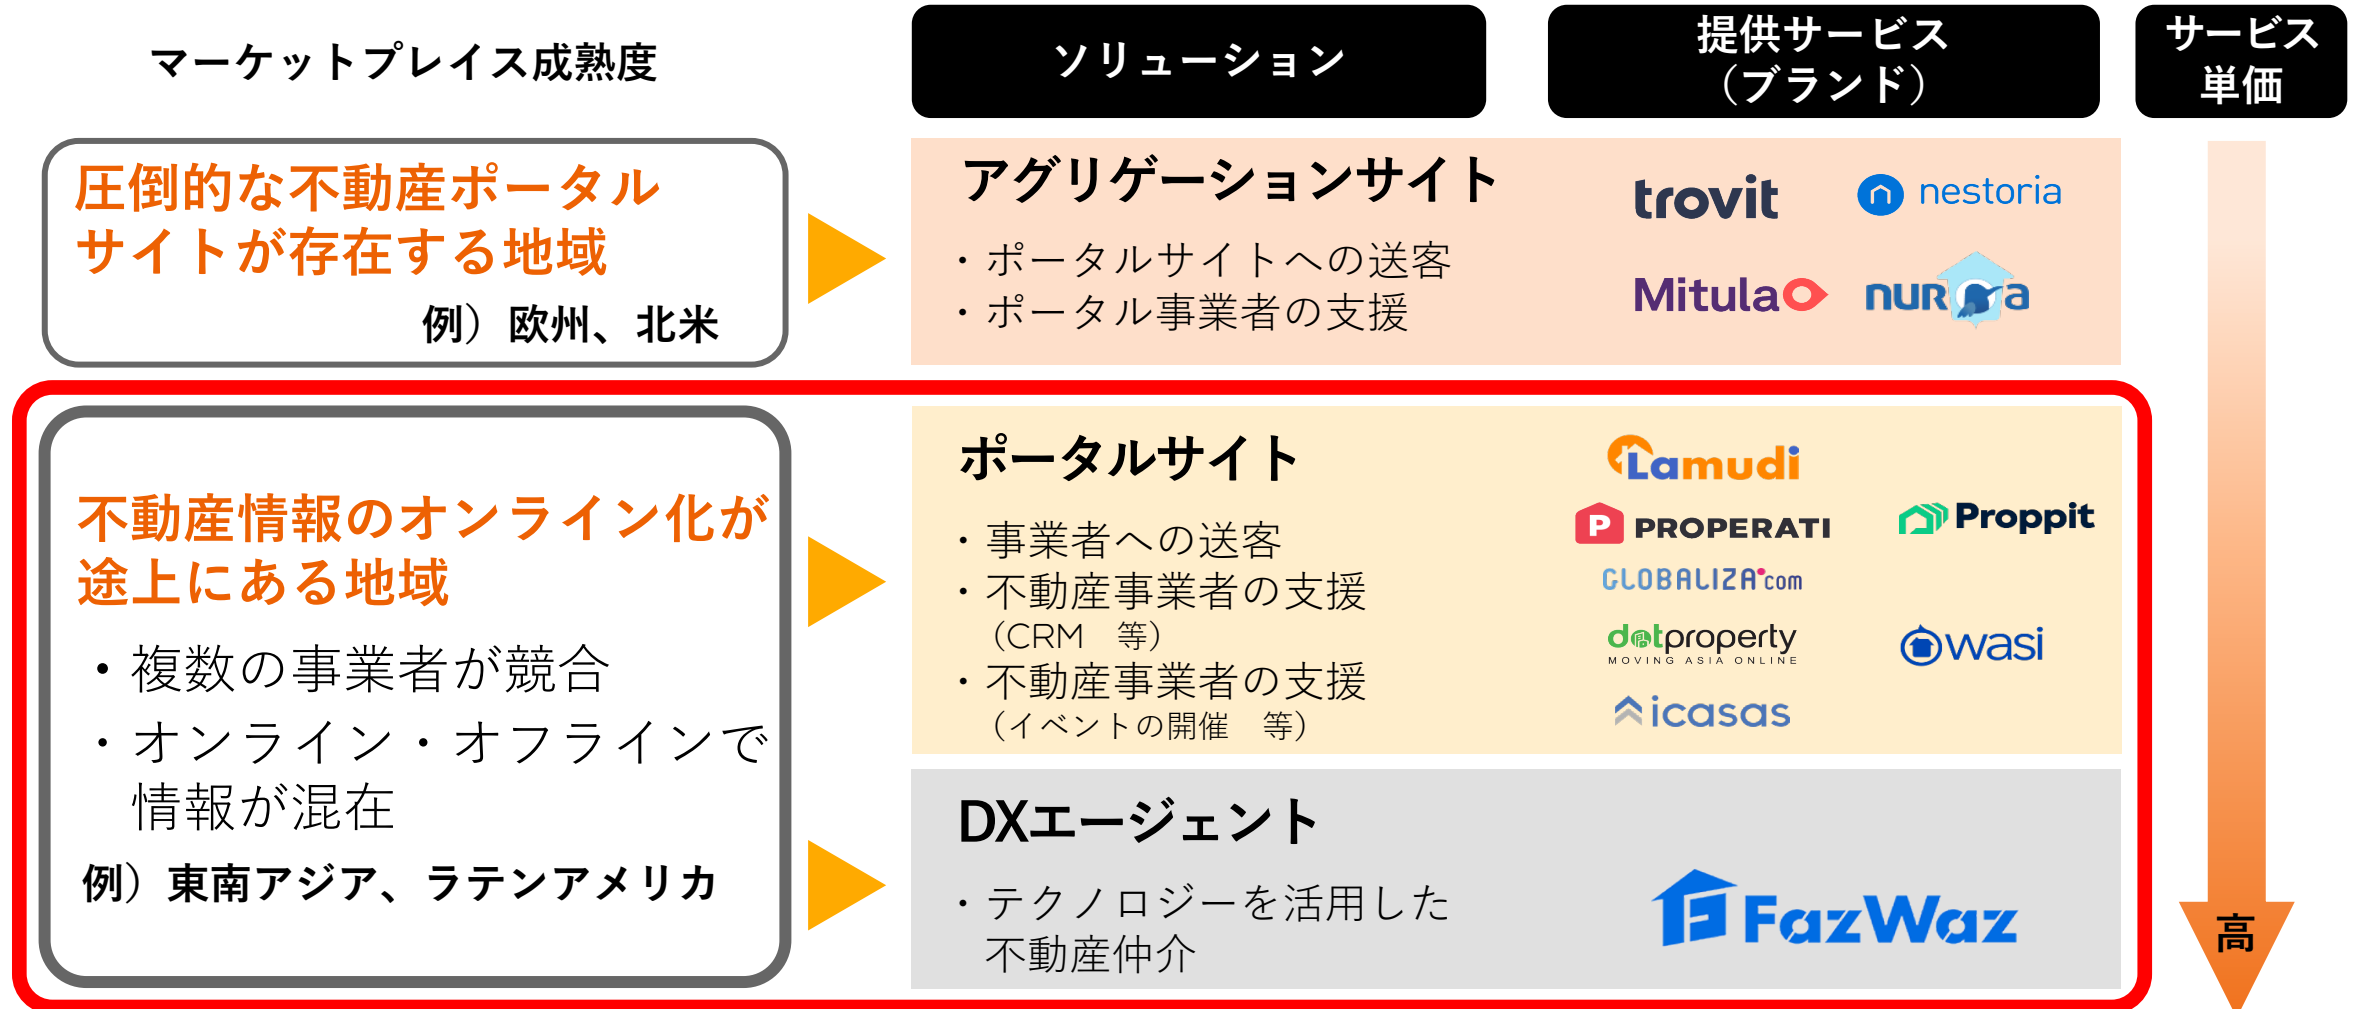 マーケットプレイス成熟度
ソリューション
提供サービス
（ブランド）
サービス
単価
圧倒的な不動産ポータル
サイトが存在する地域
例）欧州、北米
アグリゲーションサイト
・ポータルサイトへの送客
・ポータル事業者の支援
trovit
nestoria
Mitula
nuroa
不動産情報のオンライン化が
途上にある地域
・複数の事業者が競合
・オンライン・オフラインで
情報が混在
例）東南アジア、ラテンアメリカ
ポータルサイト
・事業者への送客
・不動産事業者の支援
（CRM　等）
・不動産事業者の支援
（イベントの開催　等）
Lamudi
PROPERATI
Proppit
GLOBALIZA.com
dotproperty
MOVING ASIA ONLINE
wasi
icasas
DXエージェント
・テクノロジーを活用した
不動産仲介
FazWaz
高